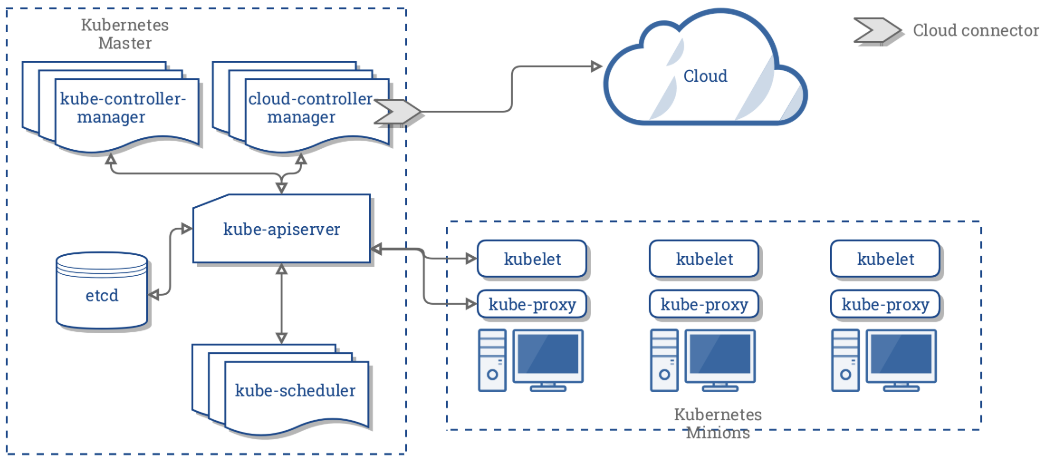 Kubernetes
Master
kube-controller-
manager
cloud-controller
manager
Cloud
Cloud connector
kube-apiserver
etcd
kube-scheduler
kubelet
kubelet
kubelet
kube-proxy
kube-proxy
kube-proxy
Kubernetes
Minions